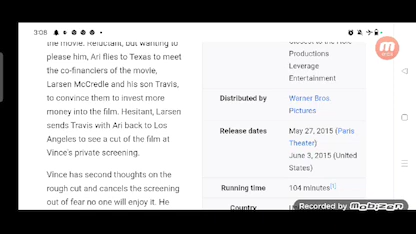 3:08
the movie. Reluctant, but wanting to
please him, Ari flies to Texas to meet
the co-financiers of the movie,
Larsen McCredle and his son Travis,
to convince them to invest more
money into the film. Hesitant, Larsen
sends Travis with Ari back to Los
Angeles to see a cut of the film at
Vince's private screening.
Vince has second thoughts on the
rough cut and cancels the screening
out of fear no one will enjoy it. He
Productions
Leverage
Entertainment
Distributed by Warner Bros.
Pictures
Release dates May 27, 2015 (Paris
Theater)
June 3, 2015 (United
States)
Running time 104 minutes[1]
Country
Recorded by Mobizen